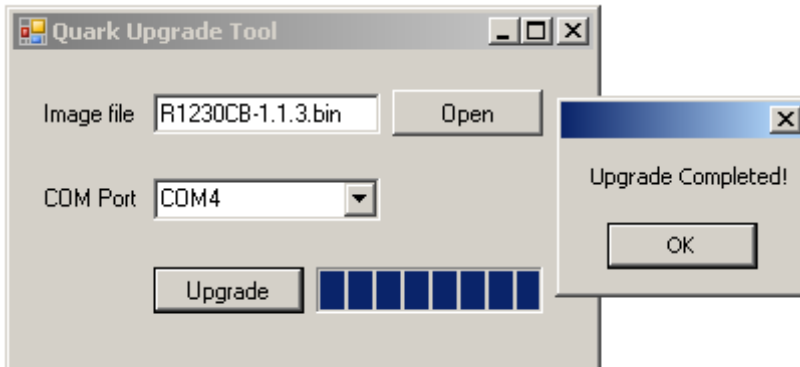 Quark Upgrade Tool
Image file R1230CB-1.1.3.bin Open
COM Port COM4
Upgrade
Upgrade Completed!
OK